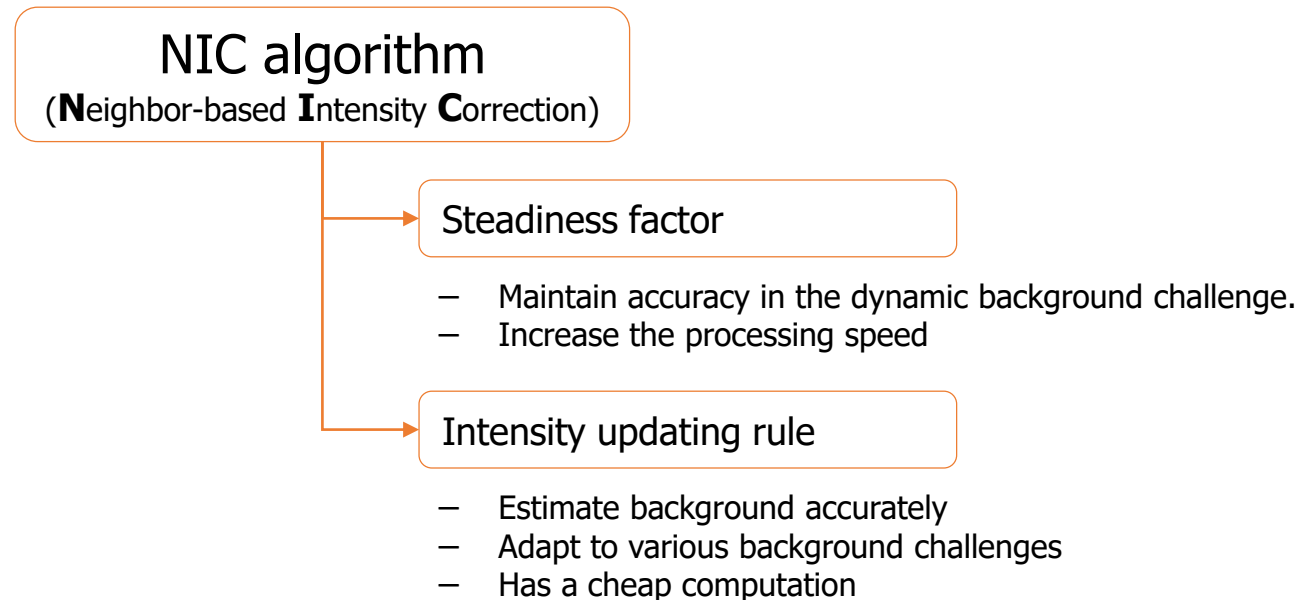 NIC algorithm
(Neighbor-based Intensity Correction)
Steadiness factor
– Maintain accuracy in the dynamic background challenge.
– Increase the processing speed
Intensity updating rule
– Estimate background accurately
– Adapt to various background challenges
– Has a cheap computation